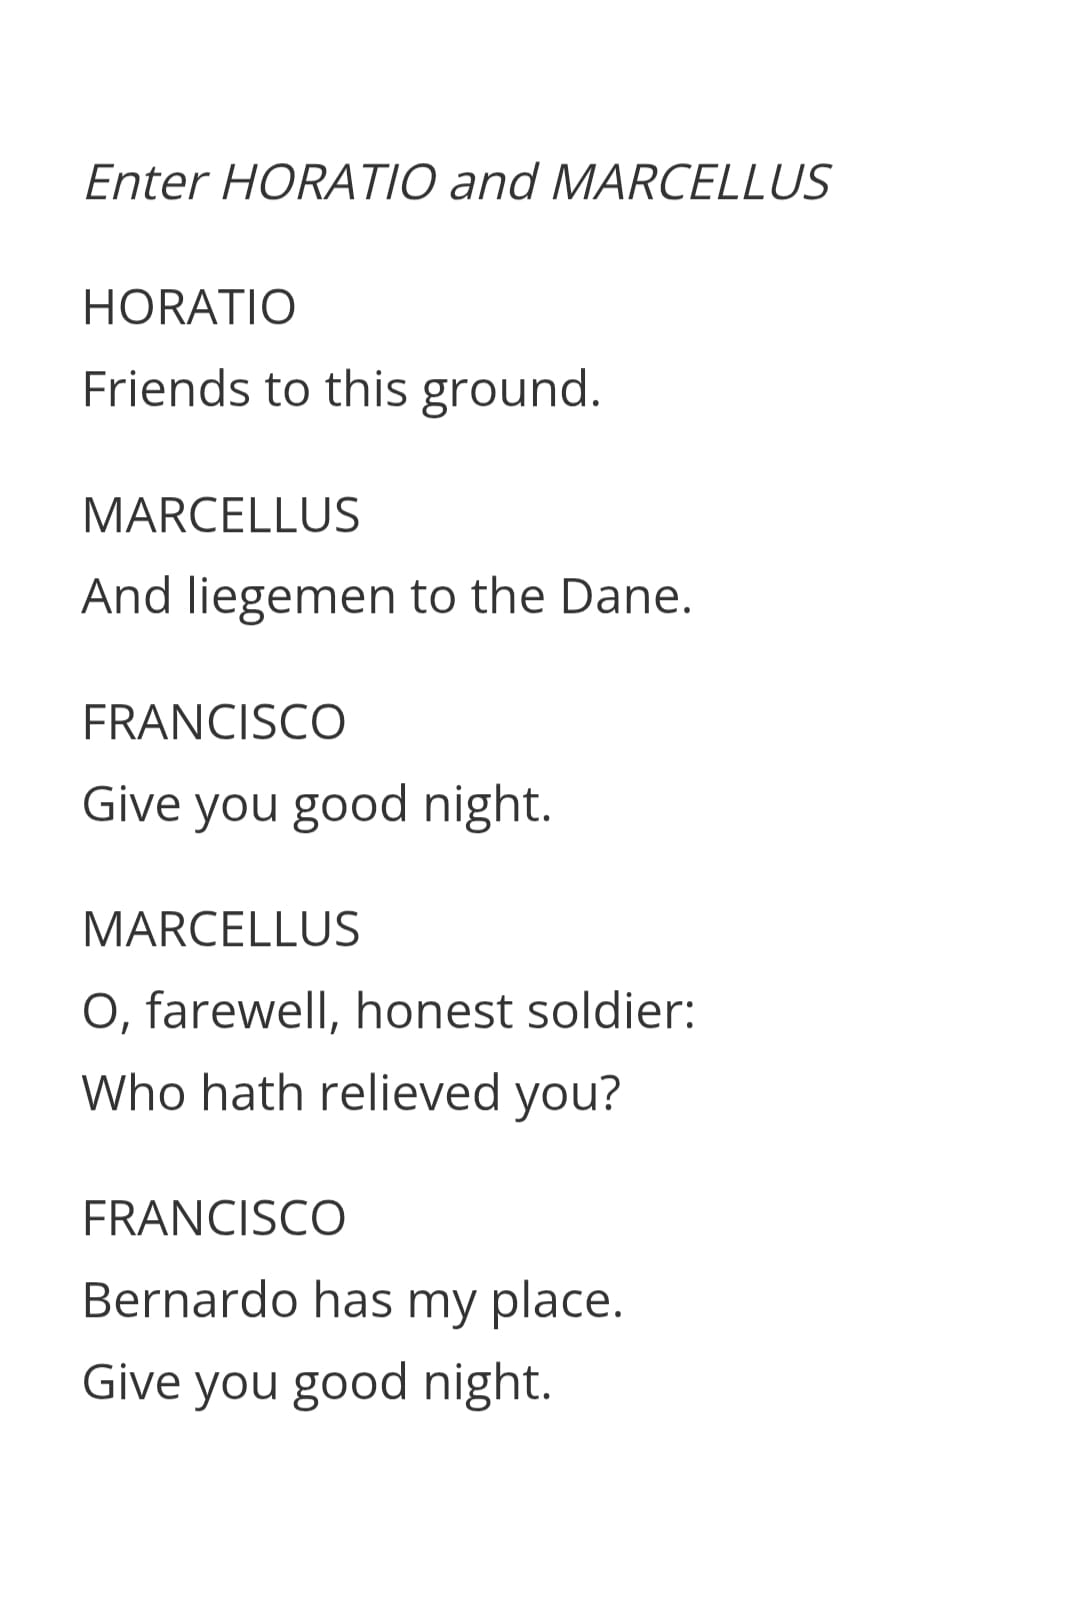 Enter HORATIO and MARCELLUS
HORATIO
Friends to this ground.
MARCELLUS
And liegemen to the Dane.
FRANCISCO
Give you good night.
MARCELLUS
O, farewell, honest soldier:
Who hath relieved you?
FRANCISCO
Bernardo has my place.
Give you good night.